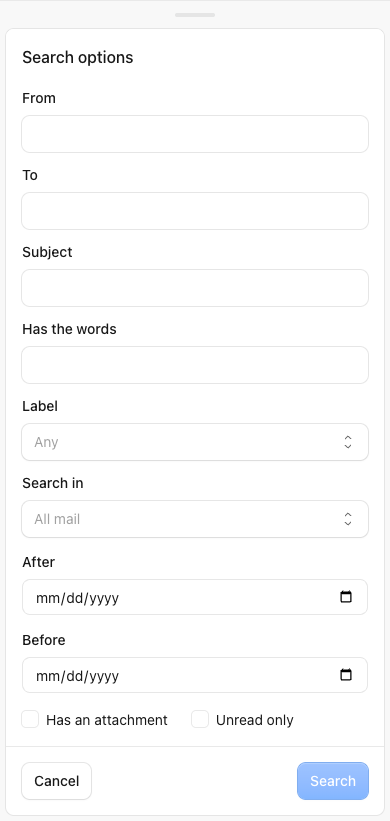 Search options
From
To
Subject
Has the words
Label
Any
Search in
All mail
After
mm/dd/yyyy
Before
mm/dd/yyyy
Has an attachment Unread only
Cancel Search